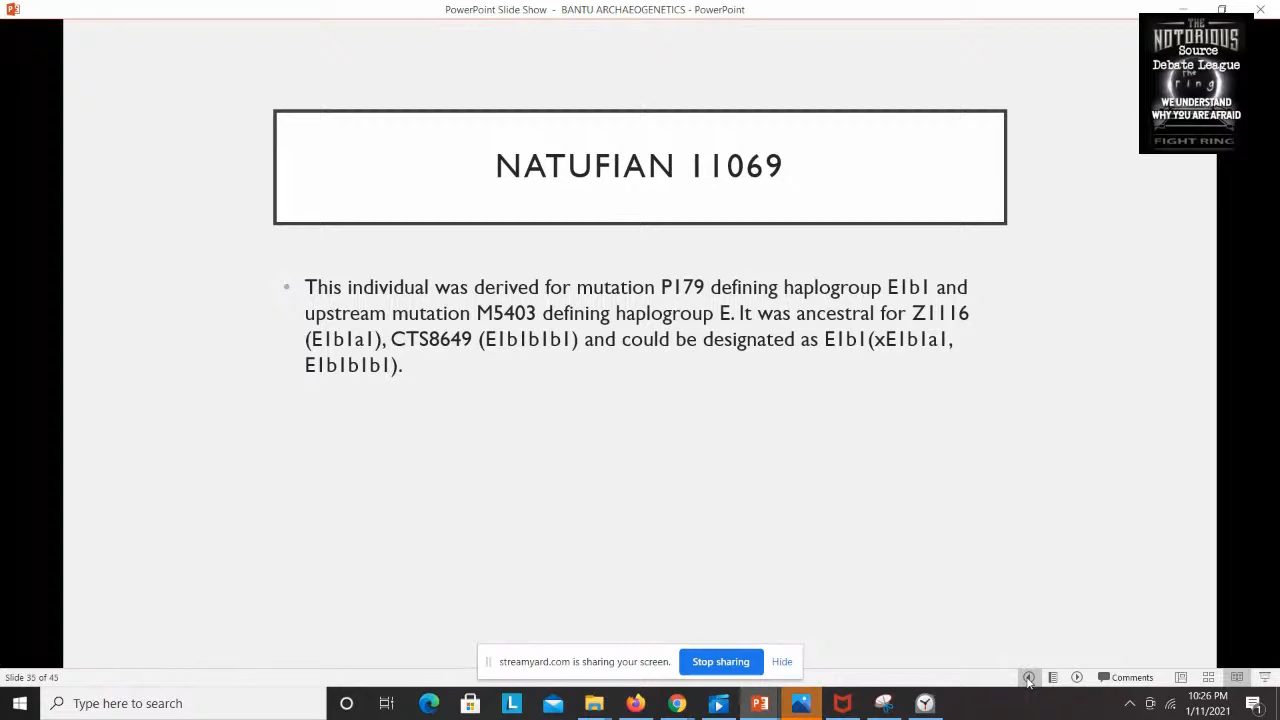 PowerPoint Slide Show - BANTU ARCHAEOGENETICS - PowerPoint
THE
NOTORIOUS
Source
Debate League
The
ring
WE UNDERSTAND
WHY YOU ARE AFRAID
FIGHT RING
NATUFIAN 11069
• This individual was derived for mutation P179 defining haplogroup E1b1 and
upstream mutation M5403 defining haplogroup E. It was ancestral for Z1116
(E1b1a1), CTS8649 (E1b1b1b1) and could be designated as E1b1(xE1b1a1,
E1b1b1b1).
streamyard.com is sharing your screen.
Stop sharing
Hide
Slide 35 of 45
Comments
Type here to search
10:26 PM
1/11/2021
1